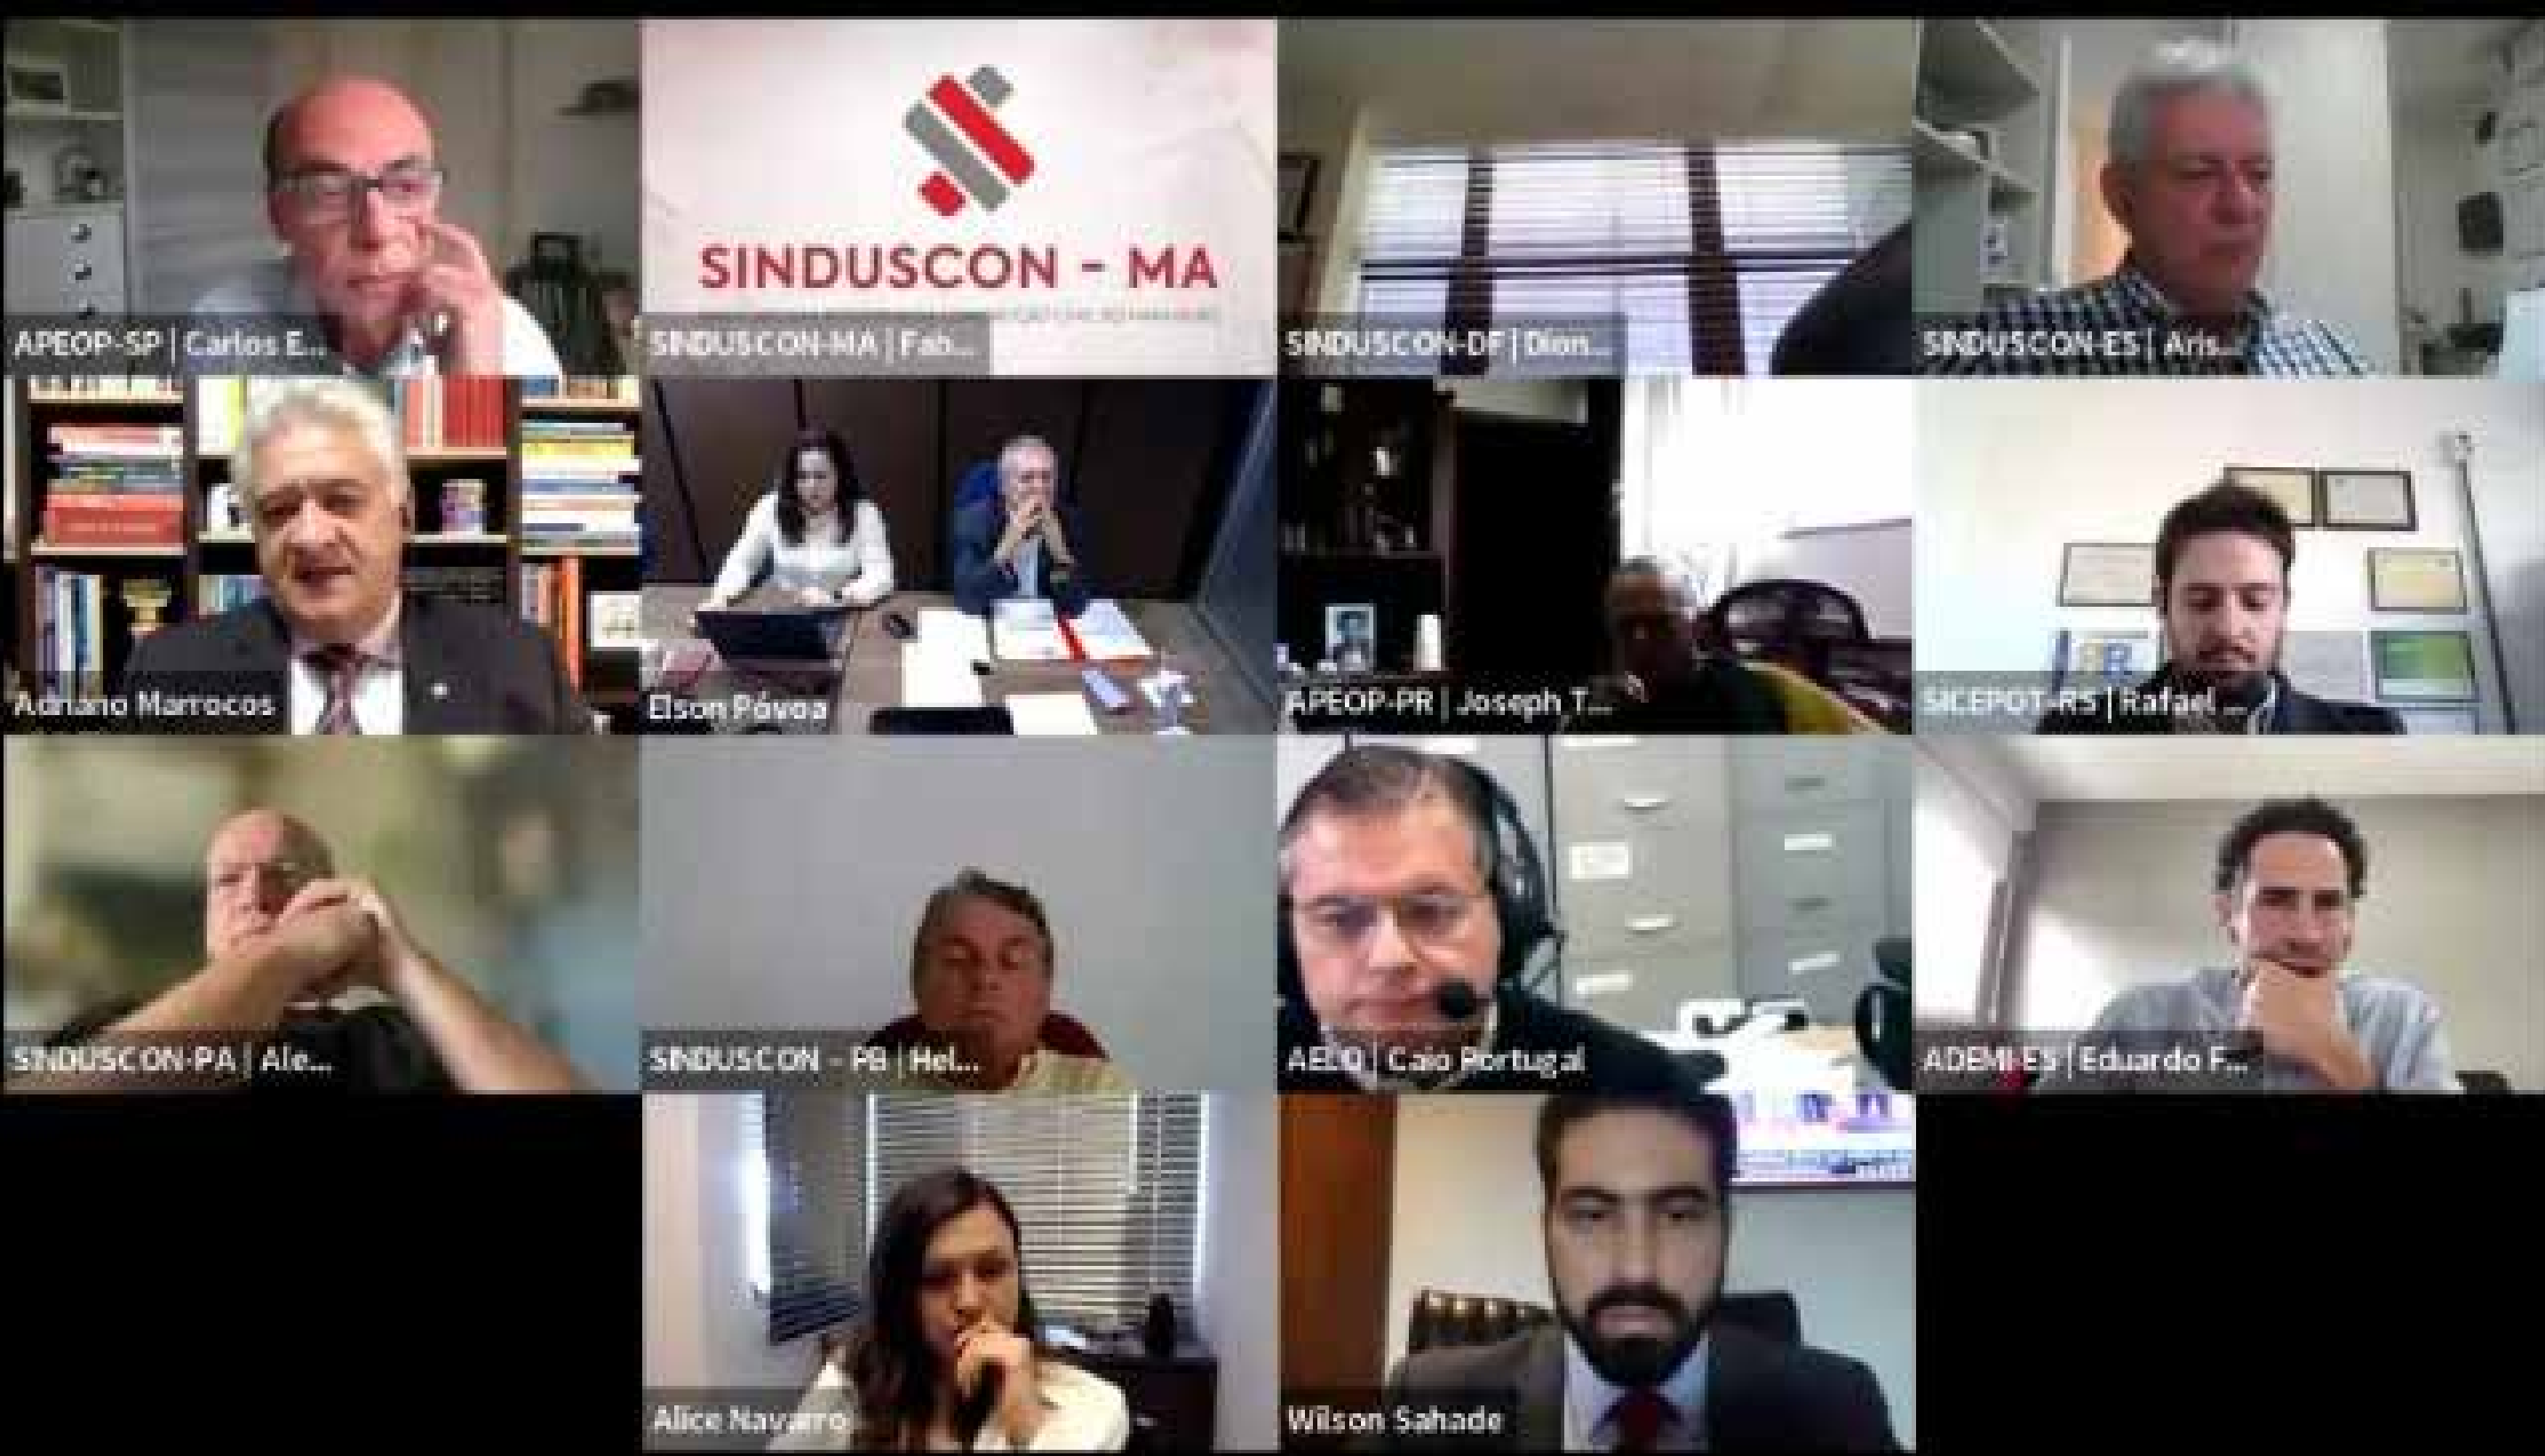 SINDUSCON - MA
APEOP-SP | Carlos E...
SINDUSCON-MA | Fab...
SINDUSCON-DF | Dion...
SINDUSCON-ES | Aris...
Adriano Marrocos
Elson Póvoa
APEOP-PR | Joseph T...
SICEPOT-RS | Rafael ...
SINDUSCON-PA | Ale...
SINDUSCON - PB | Hel...
AELO | Caio Portugal
ADEMI-ES | Eduardo F...
Alice Navarro
Wilson Sahade